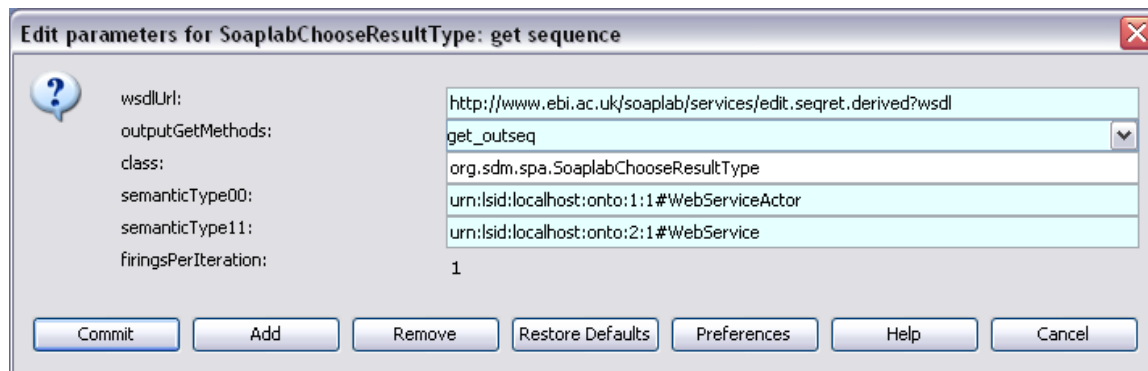 Edit parameters for SoaplabChooseResultType: get sequence
wsdlUrl: http://www.ebi.ac.uk/soaplab/services/edit.seqret.derived?wsdl
outputGetMethods: get_outseq
class: org.sdm.spa.SoaplabChooseResultType
semanticType00: urn:lsid:localhost:onto:1:1#WebServiceActor
semanticType11: urn:lsid:localhost:onto:2:1#WebService
firingsPerIteration: 1
Commit Add Remove Restore Defaults Preferences Help Cancel